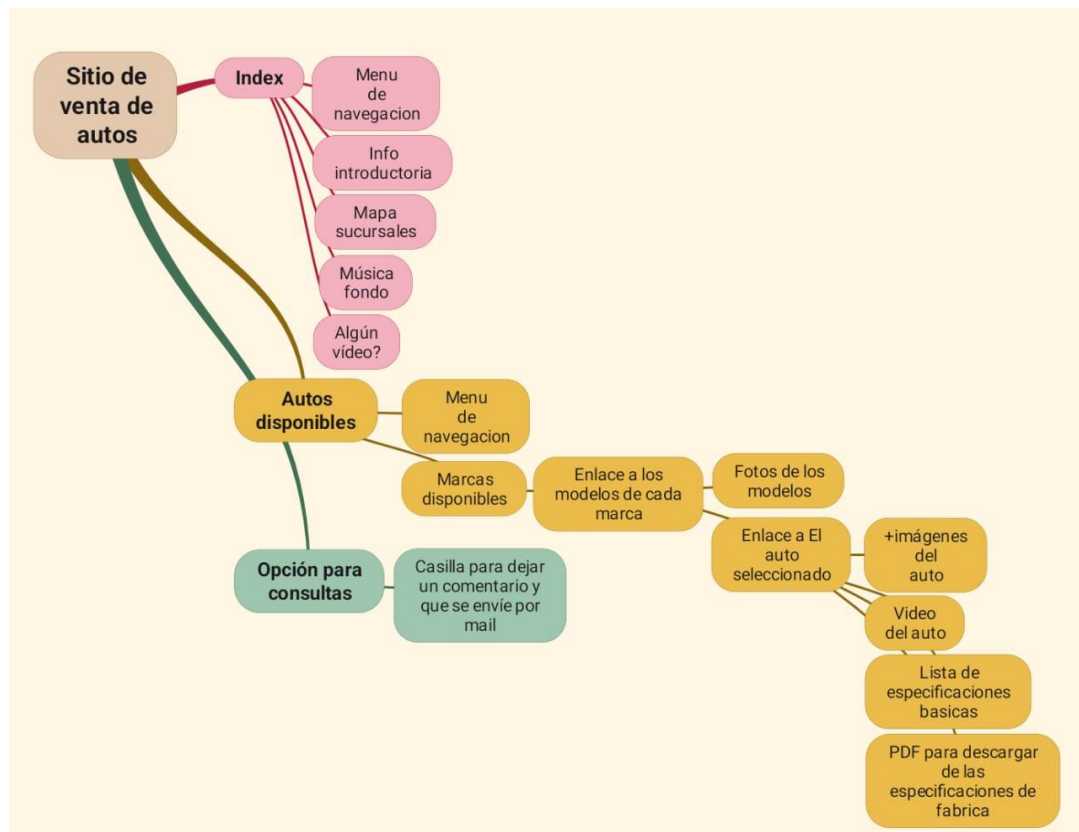 Sitio de
venta de
autos
Index
Menu
de
navegacion
Info
introductoria
Mapa
sucursales
Música
fondo
Algún
vídeo?
Autos
disponibles
Menu
de
navegacion
Marcas
disponibles
Enlace a los
modelos de cada
marca
Fotos de los
modelos
Enlace a El
auto
seleccionado
+imágenes
del
auto
Video
del auto
Lista de
especificaciones
basicas
PDF para descargar
de las
especificaciones de
fabrica
Opción para
consultas
Casilla para dejar
un comentario y
que se envíe por
mail